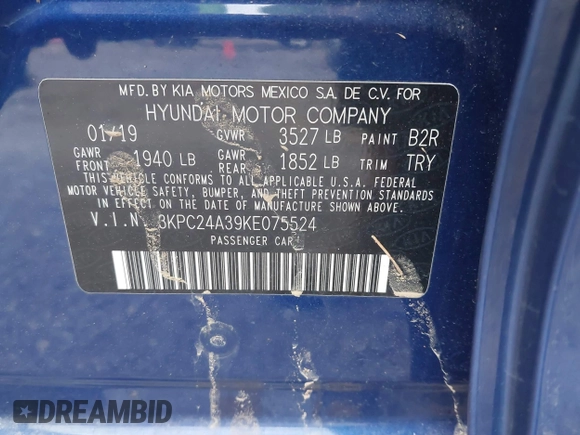 MFD. BY KIA MOTORS MEXICO S.A. DE C.V. FOR
HYUNDAI MOTOR COMPANY
01/19 GVWR 3527 LB PAINT B2R
GAWR FRONT 1940 LB GAWR REAR 1852 LB TRIM TRY
THIS VEHICLE CONFORMS TO ALL APPLICABLE U.S.A. FEDERAL
MOTOR VEHICLE SAFETY, BUMPER, AND THEFT PREVENTION STANDARDS
IN EFFECT ON THE DATE OF MANUFACTURE SHOWN ABOVE.
V.I.N. 3KPC24A39KE075524
PASSENGER CAR
DREAMBID